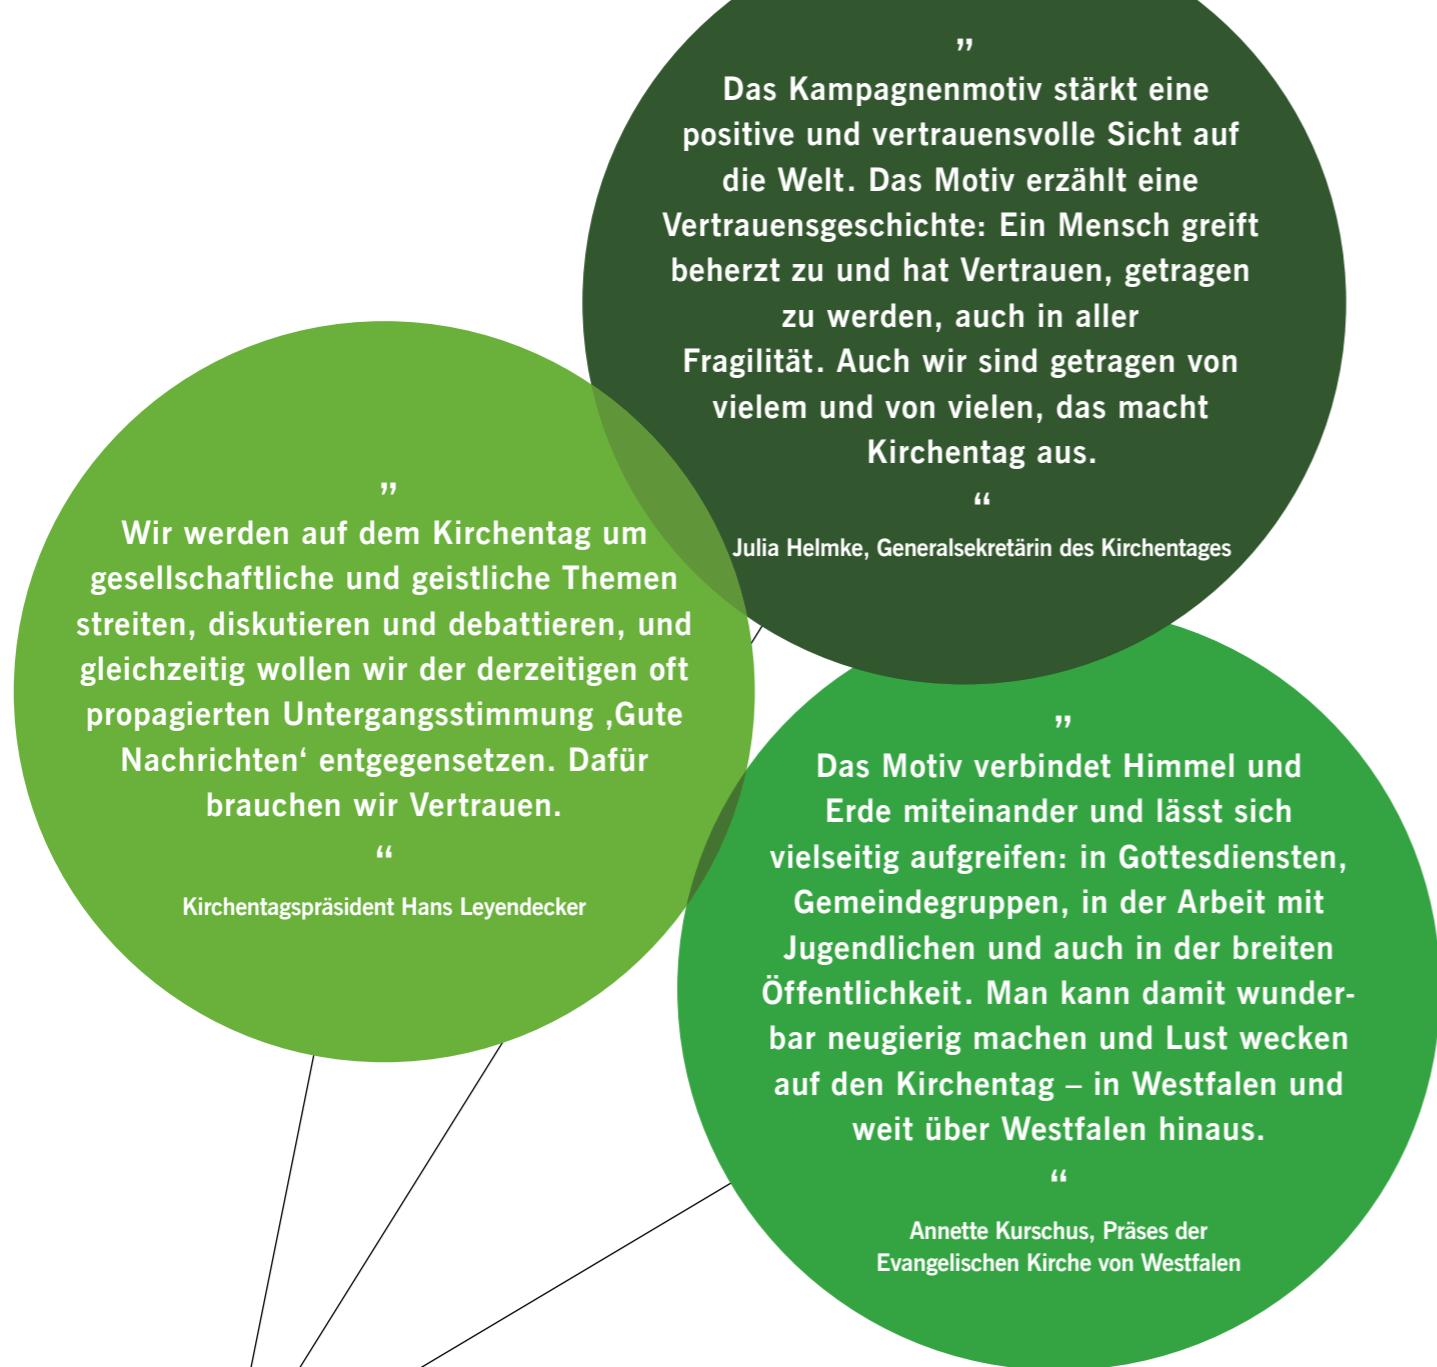 ”
Das Kampagnenmotiv stärkt eine
positive und vertrauensvolle Sicht auf
die Welt. Das Motiv erzählt eine
Vertrauensgeschichte: Ein Mensch greift
beherzt zu und hat Vertrauen, getragen
zu werden, auch in aller
Fragilität. Auch wir sind getragen von
vielem und von vielen, das macht
Kirchentag aus.
“
Julia Helmke, Generalsekretärin des Kirchentages
”
Wir werden auf dem Kirchentag um
gesellschaftliche und geistliche Themen
streiten, diskutieren und debattieren, und
gleichzeitig wollen wir der derzeitigen oft
propagierten Untergangsstimmung ‚Gute
Nachrichten‘ entgegensetzen. Dafür
brauchen wir Vertrauen.
“
Kirchentagspräsident Hans Leyendecker
”
Das Motiv verbindet Himmel und
Erde miteinander und lässt sich
vielseitig aufgreifen: in Gottesdiensten,
Gemeindegruppen, in der Arbeit mit
Jugendlichen und auch in der breiten
Öffentlichkeit. Man kann damit wunder-
bar neugierig machen und Lust wecken
auf den Kirchentag – in Westfalen und
weit über Westfalen hinaus.
“
Annette Kurschus, Präses der
Evangelischen Kirche von Westfalen